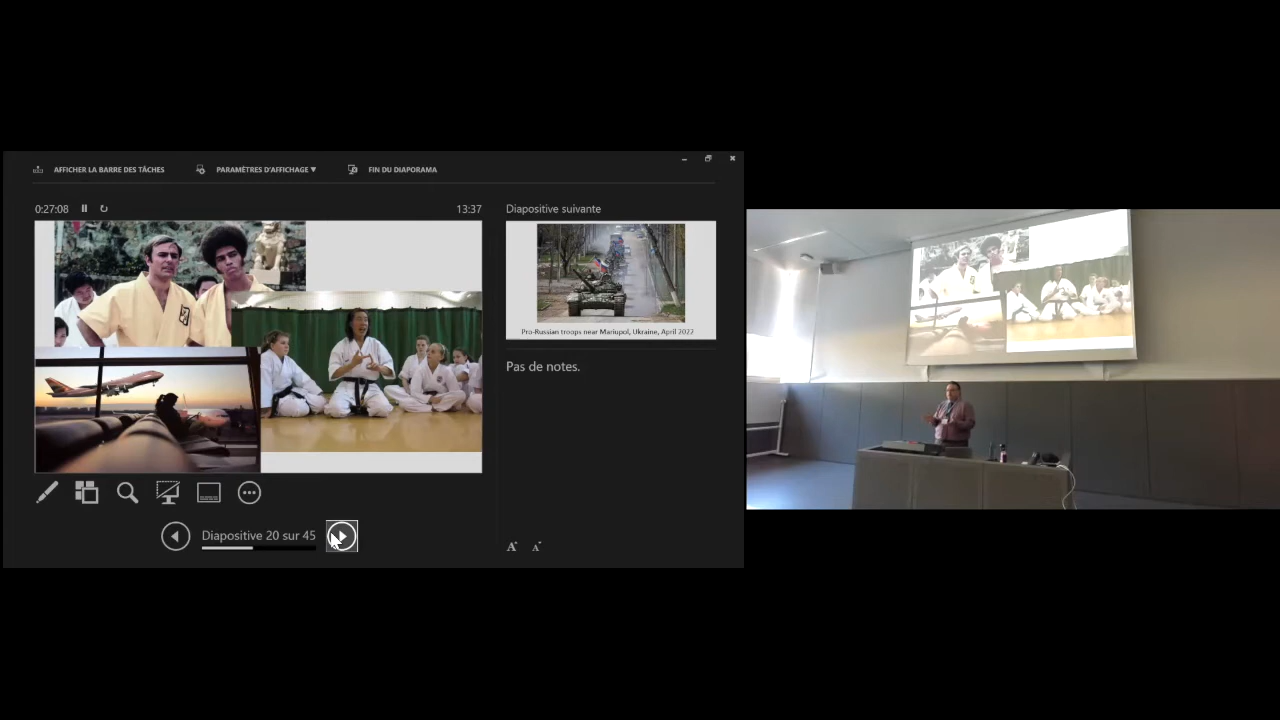 AFFICHER LA BARRE DES TÂCHES
PARAMÈTRES D'AFFICHAGE ▼
FIN DU DIAPORAMA
0:27:08
13:37
Diapositive suivante
Pro-Russian troops near Mariupol, Ukraine, April 2022
Pas de notes.
Diapositive 20 sur 45
A A